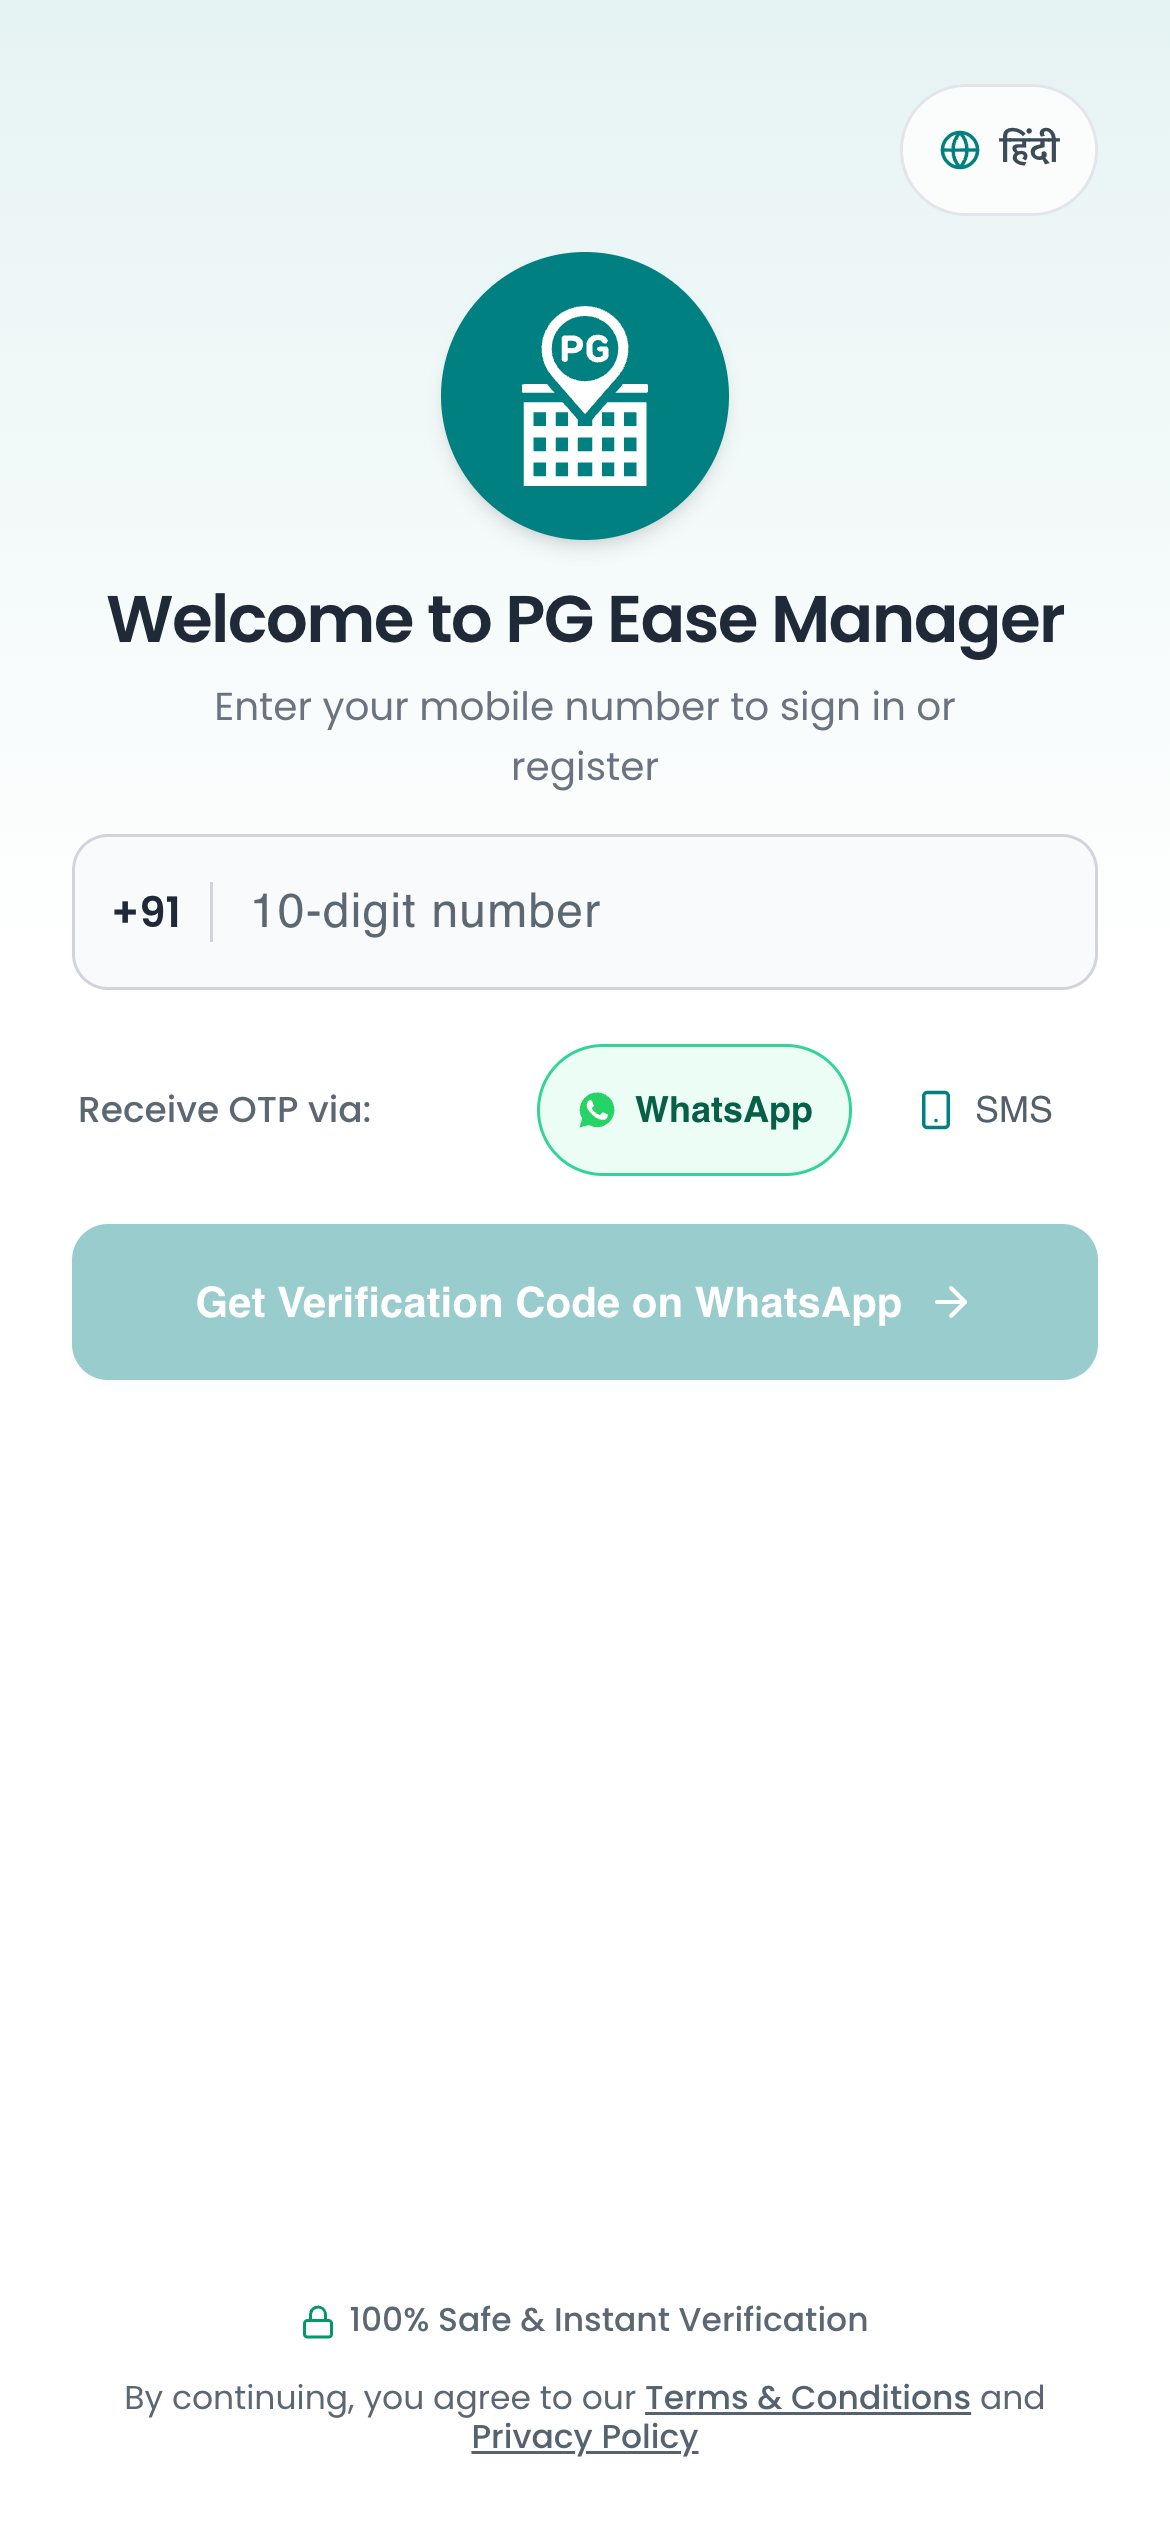 हिंदी
PG
Welcome to PG Ease Manager
Enter your mobile number to sign in or
register
+91 10-digit number
Receive OTP via: WhatsApp SMS
Get Verification Code on WhatsApp →
100% Safe & Instant Verification
By continuing, you agree to our Terms & Conditions and
Privacy Policy